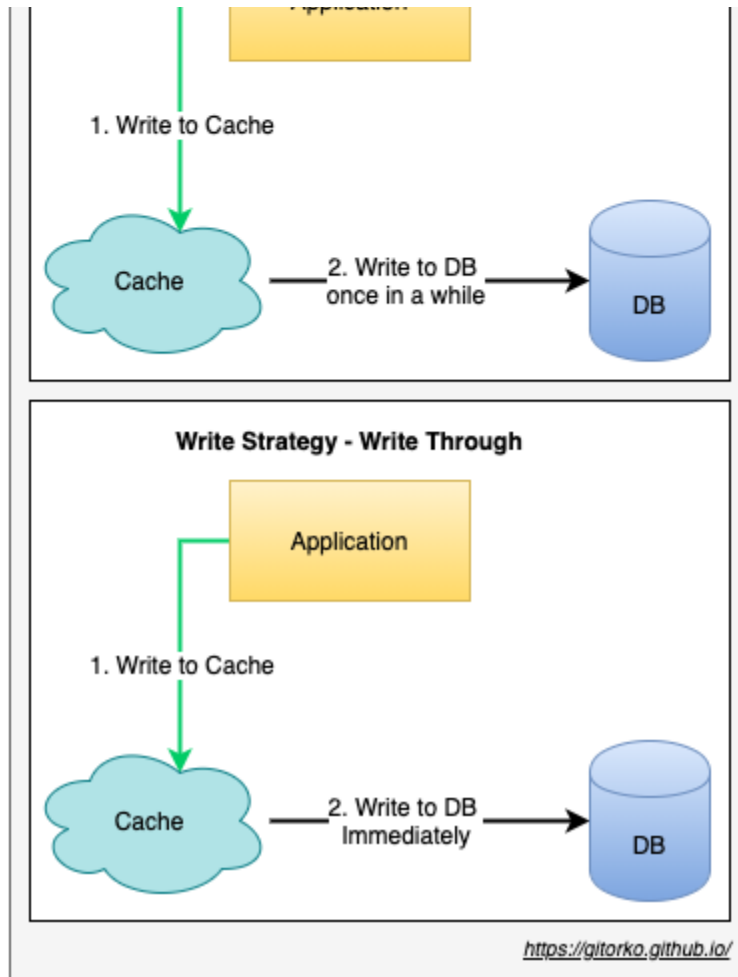 Application
1. Write to Cache
Cache
2. Write to DB
once in a while
DB
Write Strategy - Write Through
Application
1. Write to Cache
Cache
2. Write to DB
Immediately
DB
https://gitorko.github.io/